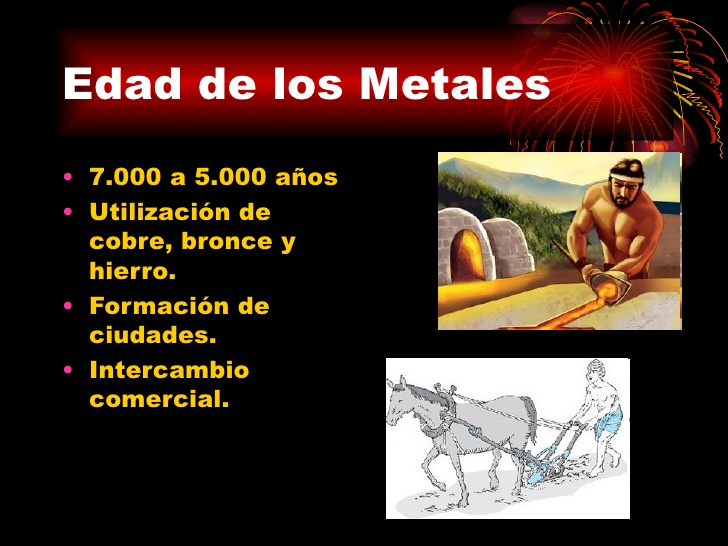 Edad de los Metales
• 7.000 a 5.000 años
• Utilización de
cobre, bronce y
hierro.
• Formación de
ciudades.
• Intercambio
comercial.